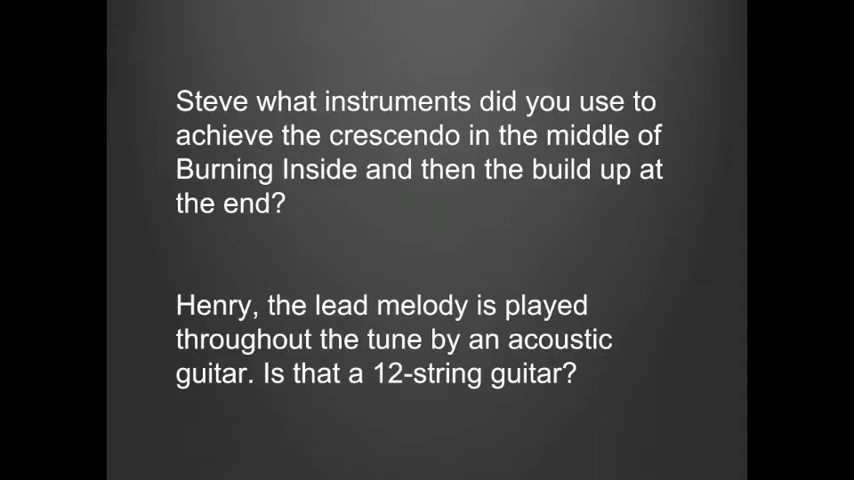 Steve what instruments did you use to
achieve the crescendo in the middle of
Burning Inside and then the build up at
the end?
Henry, the lead melody is played
throughout the tune by an acoustic
guitar. Is that a 12-string guitar?